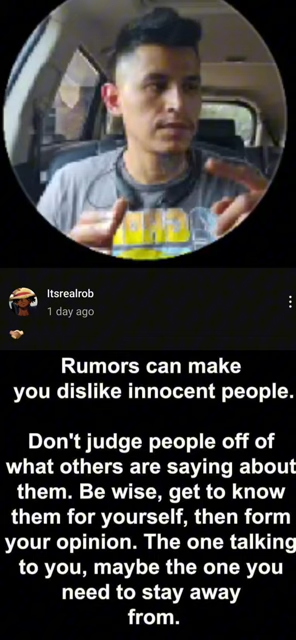 Itsrealrob
1 day ago
Rumors can make
you dislike innocent people.
Don't judge people off of
what others are saying about
them. Be wise, get to know
them for yourself, then form
your opinion. The one talking
to you, maybe the one you
need to stay away
from.